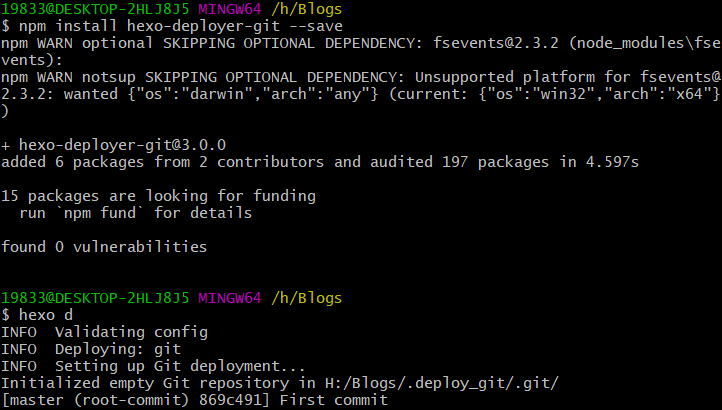 19833@DESKTOP-2HLJ8J5 MINGW64 /h/Blogs
$ npm install hexo-deployer-git --save
npm WARN optional SKIPPING OPTIONAL DEPENDENCY: fsevents@2.3.2 (node_modules\fse
vents):
npm WARN notsup SKIPPING OPTIONAL DEPENDENCY: Unsupported platform for fsevents@
2.3.2: wanted {"os":"darwin","arch":"any"} (current: {"os":"win32","arch":"x64"}
)
+ hexo-deployer-git@3.0.0
added 6 packages from 2 contributors and audited 197 packages in 4.597s
15 packages are looking for funding
  run `npm fund` for details
found 0 vulnerabilities
19833@DESKTOP-2HLJ8J5 MINGW64 /h/Blogs
$ hexo d
INFO  Validating config
INFO  Deploying: git
INFO  Setting up Git deployment...
Initialized empty Git repository in H:/Blogs/.deploy_git/.git/
[master (root-commit) 869c491] First commit